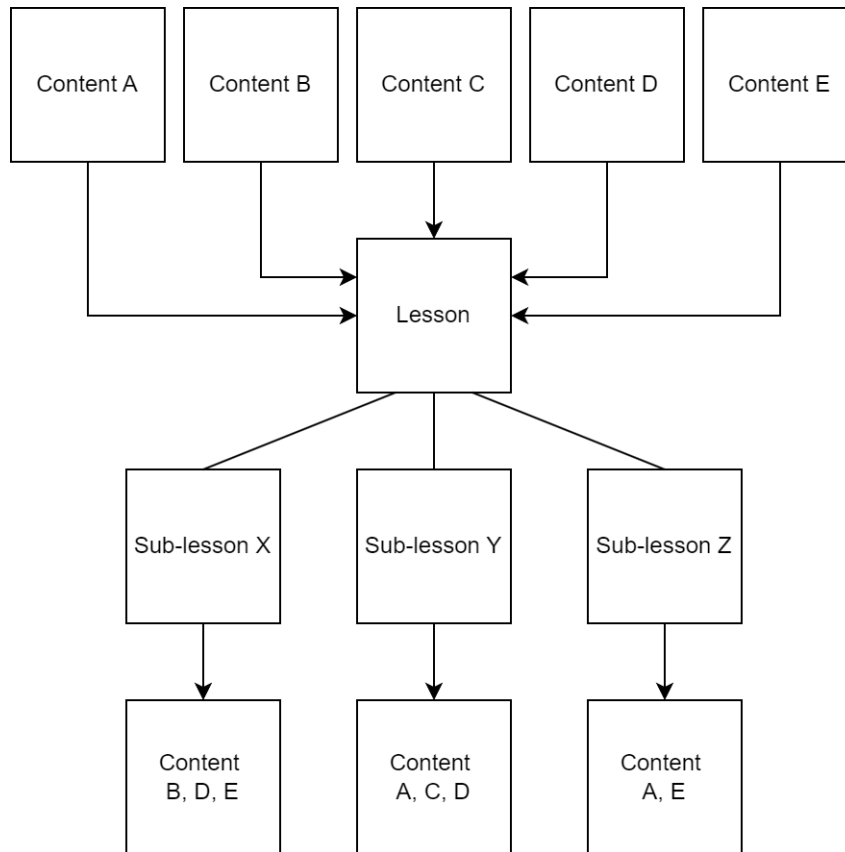 Content A
Content B
Content C
Content D
Content E
Lesson
Sub-lesson X
Sub-lesson Y
Sub-lesson Z
Content
B, D, E
Content
A, C, D
Content
A, E